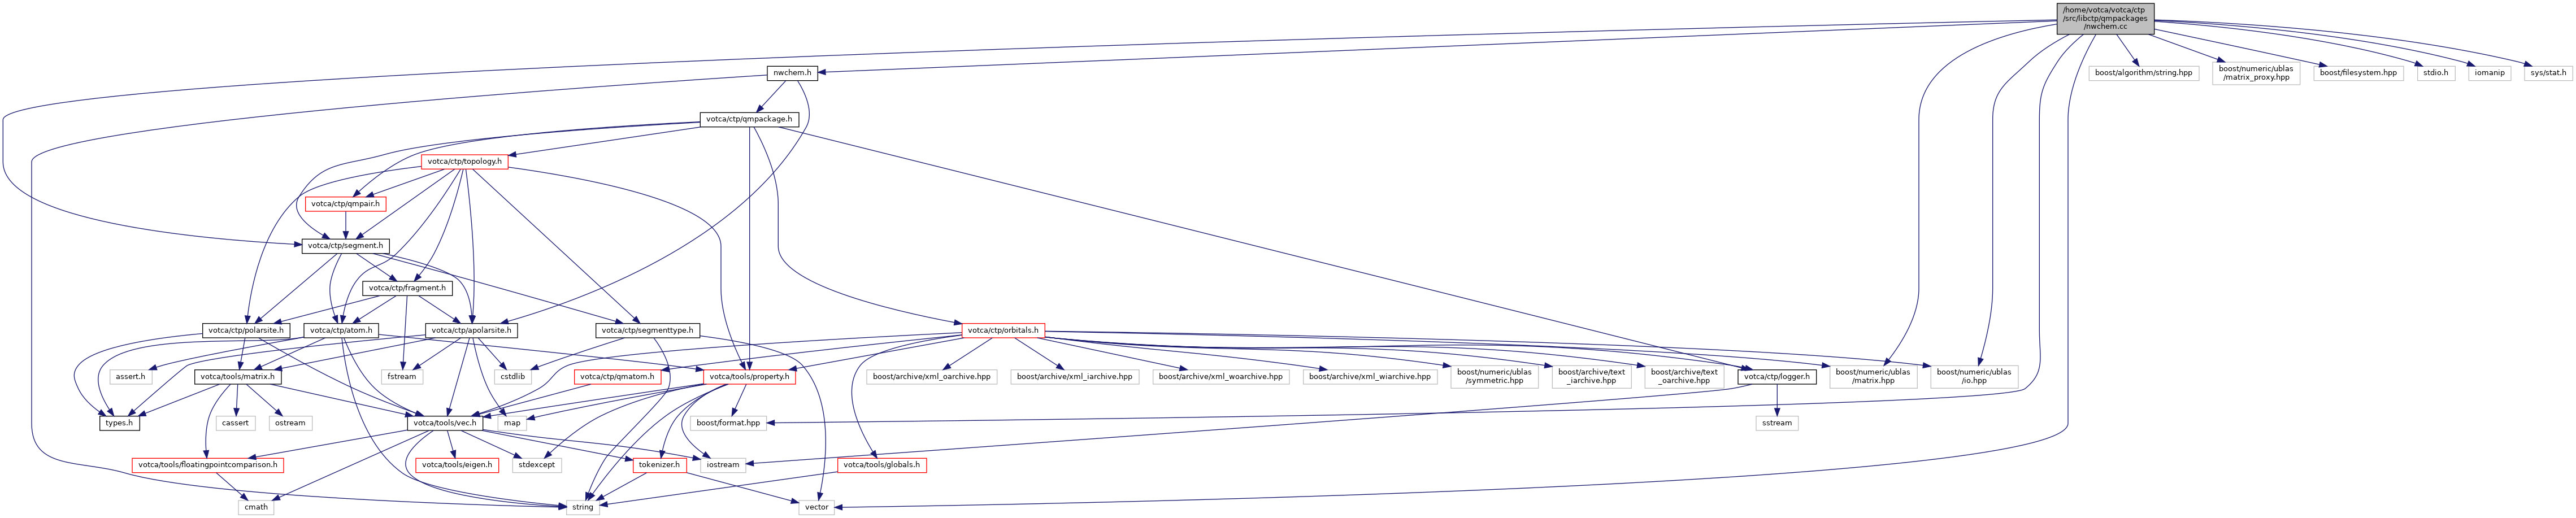 /home/votca/votca/ctp
/src/libctp/qmpackages
/nwchem.cc
nwchem.h
boost/algorithm/string.hpp
boost/numeric/ublas
/matrix_proxy.hpp
boost/filesystem.hpp
stdio.h
iomanip
sys/stat.h
votca/ctp/qmpackage.h
votca/ctp/topology.h
votca/ctp/qmpair.h
votca/ctp/segment.h
votca/ctp/fragment.h
votca/ctp/polarsite.h
votca/ctp/atom.h
votca/ctp/apolarsite.h
votca/ctp/segmenttype.h
votca/ctp/orbitals.h
assert.h
votca/tools/matrix.h
fstream
cstdlib
votca/ctp/qmatom.h
votca/tools/property.h
boost/archive/xml_oarchive.hpp
boost/archive/xml_iarchive.hpp
boost/archive/xml_woarchive.hpp
boost/archive/xml_wiarchive.hpp
boost/numeric/ublas
/symmetric.hpp
boost/archive/text
_iarchive.hpp
boost/archive/text
_oarchive.hpp
votca/ctp/logger.h
boost/numeric/ublas
/matrix.hpp
boost/numeric/ublas
/io.hpp
types.h
cassert
ostream
votca/tools/vec.h
map
boost/format.hpp
sstream
votca/tools/floatingpointcomparison.h
votca/tools/eigen.h
stdexcept
tokenizer.h
iostream
votca/tools/globals.h
cmath
string
vector